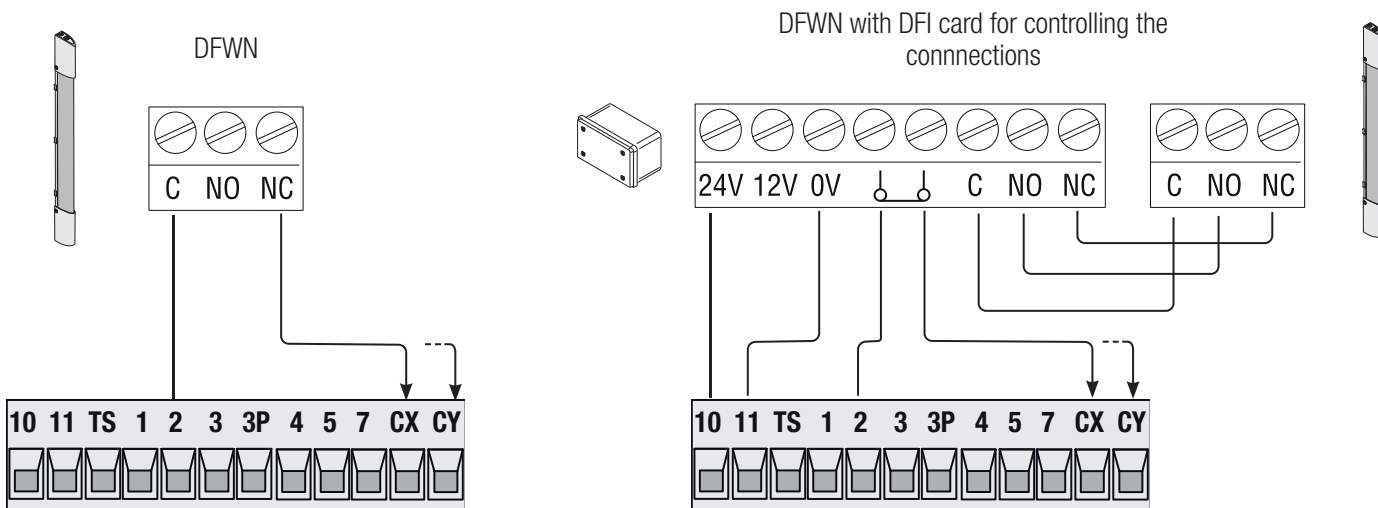 DFWN
C NO NC
10 11 TS 1 2 3 3P 4 5 7 CX CY
DFWN with DFI card for controlling the
connnections
24V 12V 0V C NO NC
C NO NC
10 11 TS 1 2 3 3P 4 5 7 CX CY